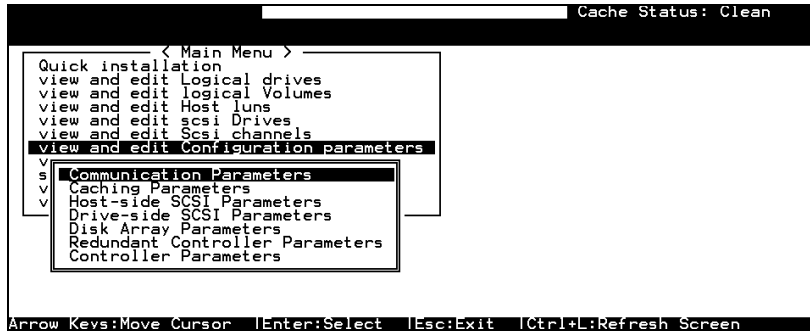 Cache Status: Clean
< Main Menu >
Quick installation
view and edit Logical drives
view and edit logical Volumes
view and edit Host luns
view and edit scsi Drives
view and edit Scsi channels
view and edit Configuration parameters
v
s
v
v
Communication Parameters
Caching Parameters
Host-side SCSI Parameters
Drive-side SCSI Parameters
Disk Array Parameters
Redundant Controller Parameters
Controller Parameters
Arrow Keys:Move Cursor |Enter:Select |Esc:Exit |Ctrl+L:Refresh Screen